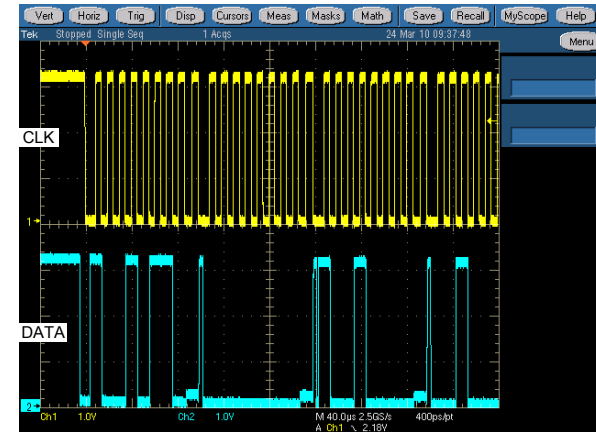 Vert Horiz Trig Disp Cursors Meas Masks Math Save Recall MyScope Help
Tek Stopped Single Seq 1 Acqs 24 Mar 10 09:37:48
Menu
CLK
1
DATA
2
Ch1 1.0V Ch2 1.0V M 40.0µs 2.5GS/s 400ps/pt
A Ch1 ↘ 2.18V